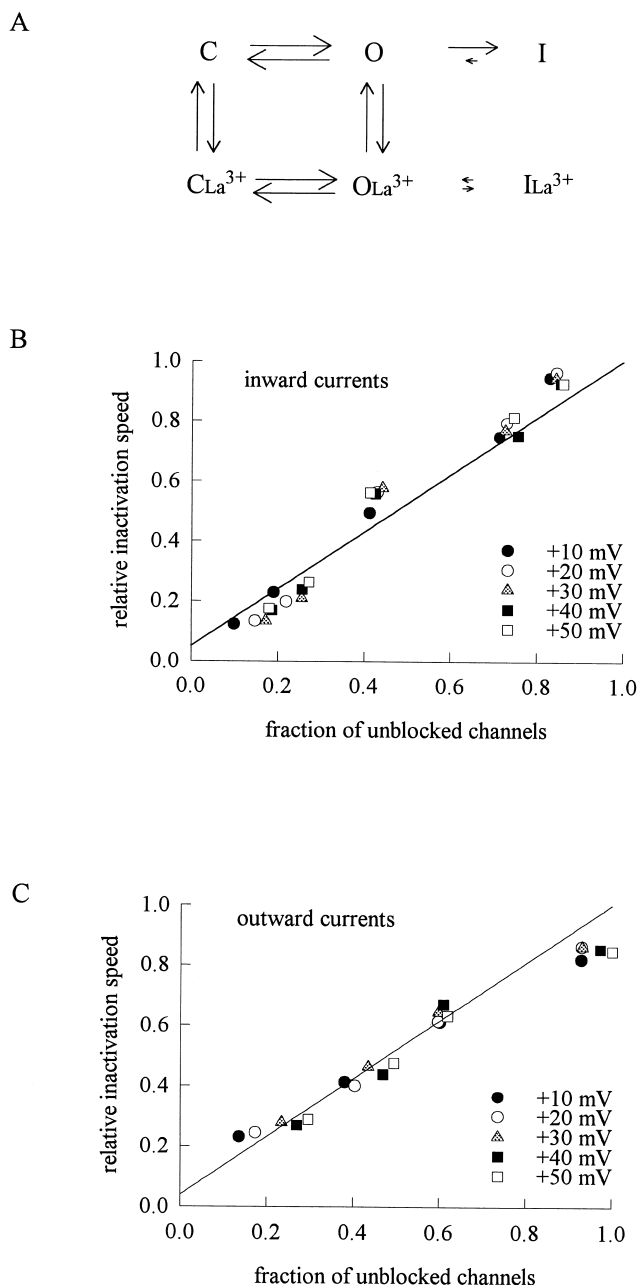 A
C O I
CLa³⁺ OLa³⁺ ILa³⁺
B
inward currents
relative inactivation speed
1.0
0.8
0.6
0.4
0.2
0.0
+10 mV
+20 mV
+30 mV
+40 mV
+50 mV
0.0 0.2 0.4 0.6 0.8 1.0
fraction of unblocked channels
C
outward currents
relative inactivation speed
1.0
0.8
0.6
0.4
0.2
0.0
+10 mV
+20 mV
+30 mV
+40 mV
+50 mV
0.0 0.2 0.4 0.6 0.8 1.0
fraction of unblocked channels